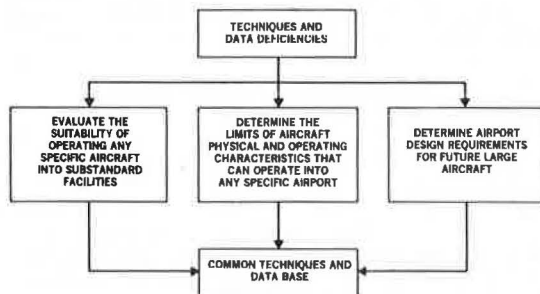 TECHNIQUES AND
DATA DEFICIENCIES
EVALUATE THE
SUITABILITY OF
OPERATING ANY
SPECIFIC AIRCRAFT
INTO SUBSTANDARD
FACILITIES
DETERMINE THE
LIMITS OF AIRCRAFT
PHYSICAL AND OPERATING
CHARACTERISTICS THAT
CAN OPERATE INTO
ANY SPECIFIC AIRPORT
DETERMINE AIRPORT
DESIGN REQUIREMENTS
FOR FUTURE LARGE
AIRCRAFT
COMMON TECHNIQUES AND
DATA BASE